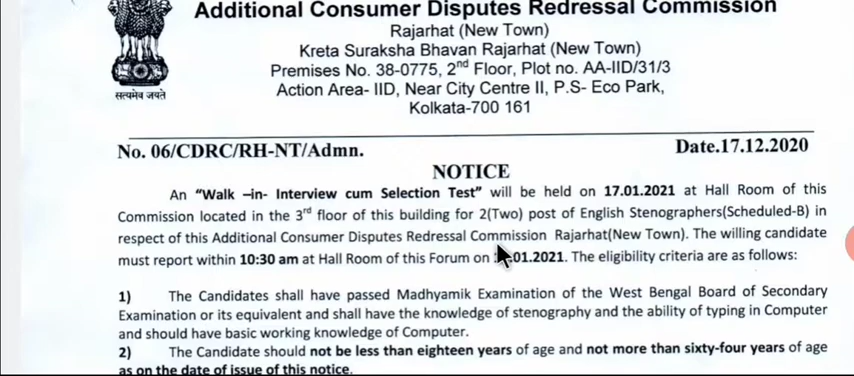 Additional Consumer Disputes Redressal Commission
Rajarhat (New Town)
Kreta Suraksha Bhavan Rajarhat (New Town)
Premises No. 38-0775, 2nd Floor, Plot no. AA-IID/31/3
Action Area- IID, Near City Centre II, P.S- Eco Park,
Kolkata-700 161
सत्यमेव जयते
No. 06/CDRC/RH-NT/Admn. Date.17.12.2020
NOTICE
An “Walk –in- Interview cum Selection Test” will be held on 17.01.2021 at Hall Room of this
Commission located in the 3rd floor of this building for 2(Two) post of English Stenographers(Scheduled-B) in
respect of this Additional Consumer Disputes Redressal Commission Rajarhat(New Town). The willing candidate
must report within 10:30 am at Hall Room of this Forum on .01.2021. The eligibility criteria are as follows:
1) The Candidates shall have passed Madhyamik Examination of the West Bengal Board of Secondary
Examination or its equivalent and shall have the knowledge of stenography and the ability of typing in Computer
and should have basic working knowledge of Computer.
2) The Candidate should not be less than eighteen years of age and not more than sixty-four years of age
as on the date of issue of this notice.